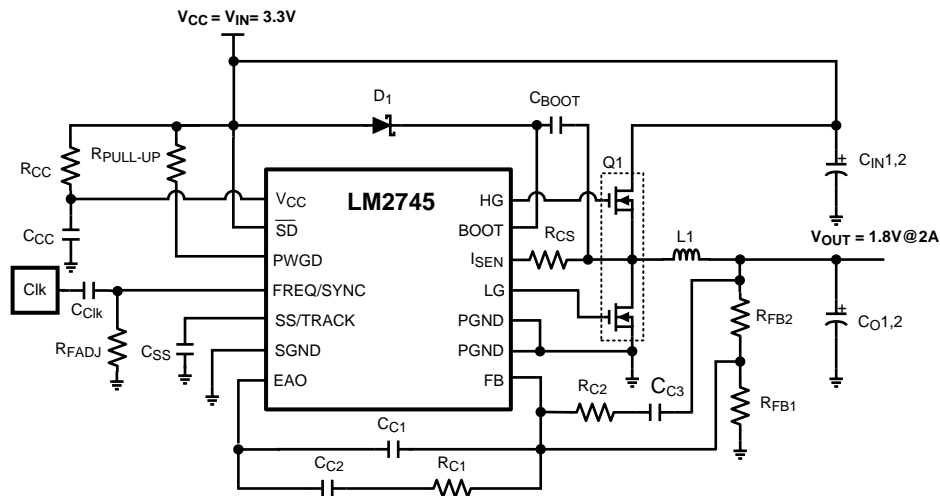 VCC = VIN= 3.3V
D1
CBOOT
RCC
RPULL-UP
Q1
CIN1,2
+
VCC
LM2745
HG
SD
BOOT
RCS
L1
VOUT = 1.8V@2A
CCC
PWGD
ISEN
Clk
CClk
FREQ/SYNC
LG
RFB2
+
CO1,2
RFADJ
CSS
SS/TRACK
PGND
SGND
PGND
EAO
FB
RC2
CC3
RFB1
CC1
CC2
RC1